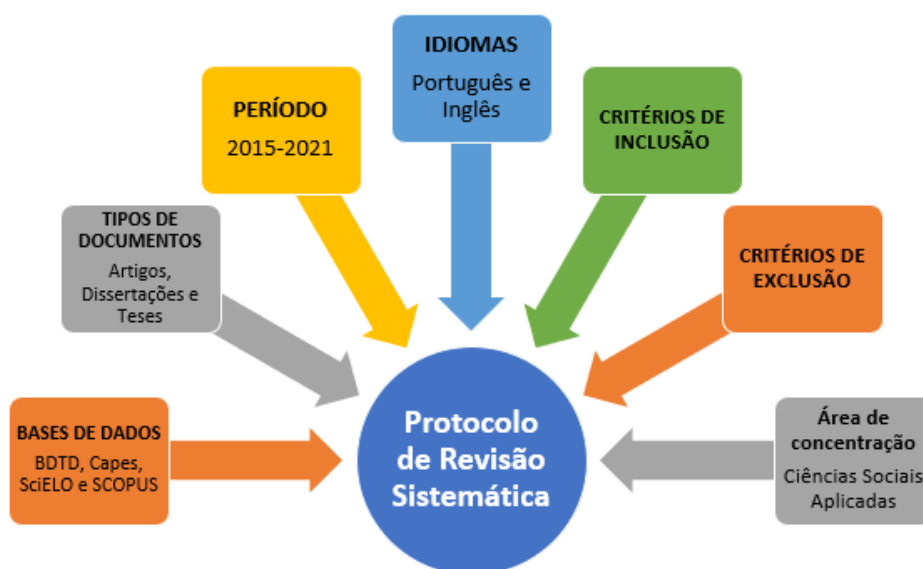 IDIOMAS
Português e
Inglês
PERÍODO
2015-2021
CRITÉRIOS DE
INCLUSÃO
TIPOS DE
DOCUMENTOS
Artigos,
Dissertações e
Teses
CRITÉRIOS DE
EXCLUSÃO
BASES DE DADOS
BDTD, Capes,
SciELO e SCOPUS
Protocolo
de Revisão
Sistemática
Área de
concentração
Ciências Sociais
Aplicadas